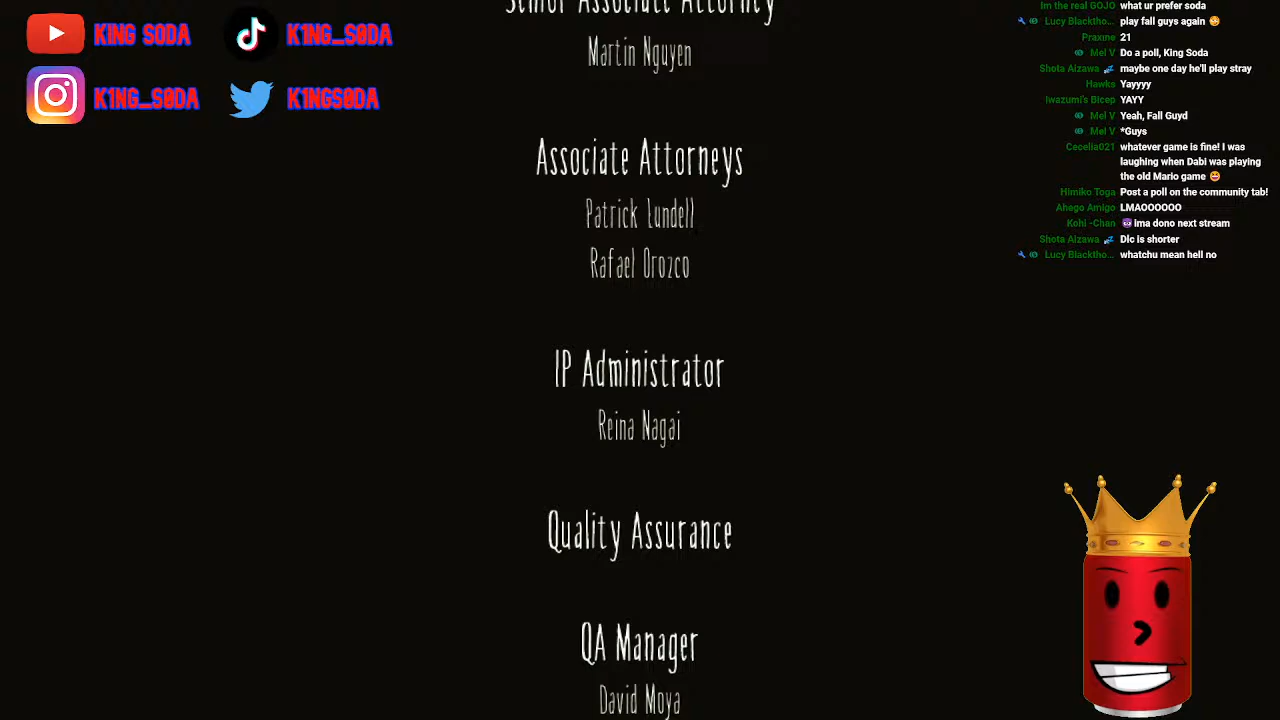 KING SODA
K1NG_S0DA
K1NG_S0DA
K1NGS0DA
Senior Associate Attorney
Martin Nguyen
Associate Attorneys
Patrick Lundell
Rafael Orozco
IP Administrator
Reina Nagai
Quality Assurance
QA Manager
David Moya
Im the real GOJO what ur prefer soda
Lucy Blacktho... play fall guys again
Praxine 21
Mel V Do a poll, King Soda
Shota Aizawa maybe one day he'll play stray
Hawks Yayyyy
Iwazumi's Bicep YAYY
Mel V Yeah, Fall Guyd
Mel V *Guys
Cecelia021 whatever game is fine! I was
laughing when Dabi was playing
the old Mario game
Himiko Toga Post a poll on the community tab!
Ahego Amigo LMAOOOOOO
Kohi -Chan ima dono next stream
Shota Aizawa Dlc is shorter
Lucy Blacktho... whatchu mean hell no